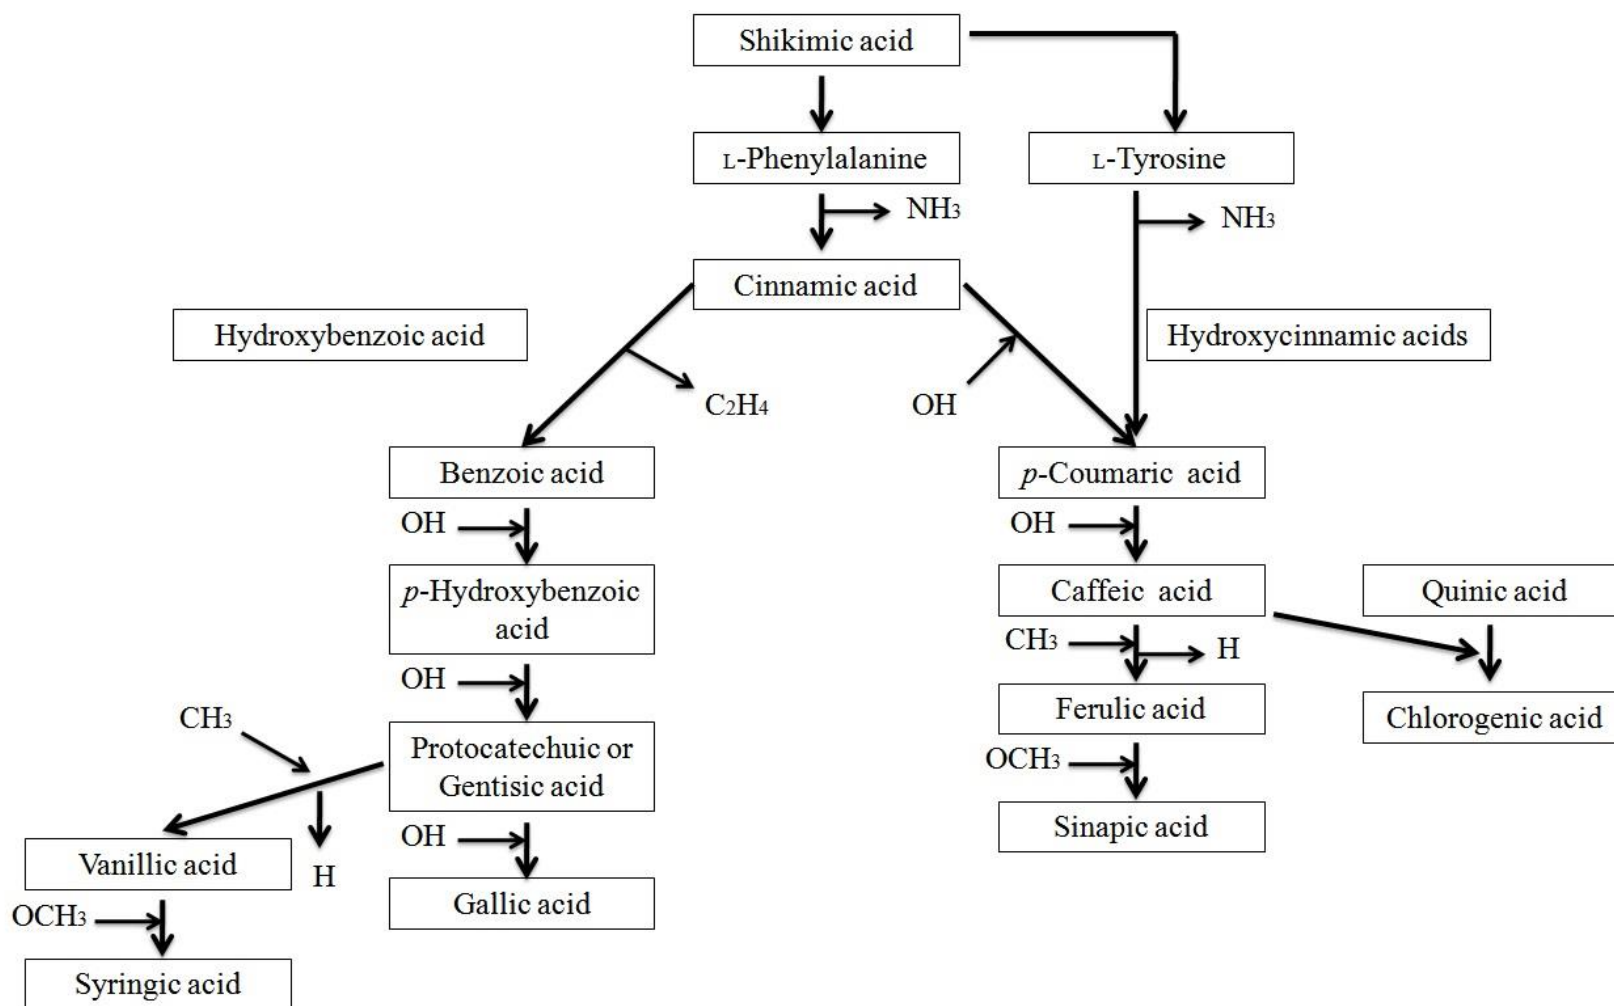 Shikimic acid
L-Phenylalanine
L-Tyrosine
NH3
NH3
Cinnamic acid
Hydroxybenzoic acid
Hydroxycinnamic acids
C2H4
OH
Benzoic acid
p-Coumaric acid
OH
OH
p-Hydroxybenzoic
acid
Caffeic acid
Quinic acid
CH3
H
OH
Ferulic acid
Chlorogenic acid
CH3
Protocatechuic or
Gentisic acid
OCH3
Sinapic acid
OH
Vanillic acid
H
Gallic acid
OCH3
Syringic acid